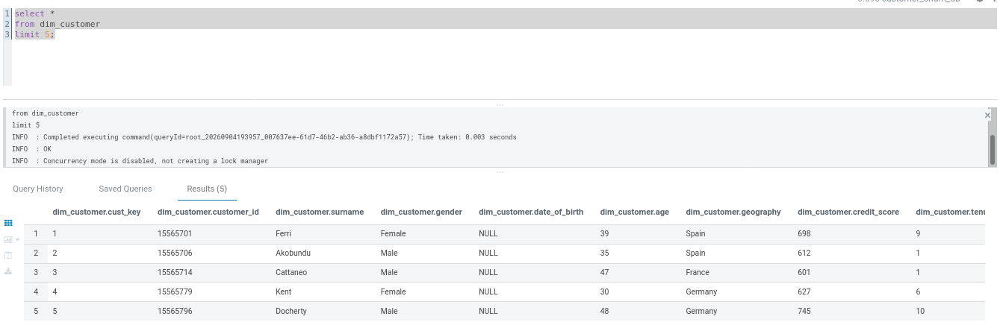 1 select *
2 from dim_customer
3 limit 5;
from dim_customer
limit 5
INFO : Completed executing command(queryId=root_20260904193957_007637ee-61d7-46b2-ab36-a8dbf1172a57); Time taken: 0.003 seconds
INFO : OK
INFO : Concurrency mode is disabled, not creating a lock manager
Query History Saved Queries Results (5)
dim_customer.cust_key dim_customer.customer_id dim_customer.surname dim_customer.gender dim_customer.date_of_birth dim_customer.age dim_customer.geography dim_customer.credit_score dim_customer.tenu
1 1 15565701 Ferri Female NULL 39 Spain 698 9
2 2 15565706 Akobundu Male NULL 35 Spain 612 1
3 3 15565714 Cattaneo Male NULL 47 France 601 1
4 4 15565779 Kent Female NULL 30 Germany 627 6
5 5 15565796 Docherty Male NULL 48 Germany 745 10